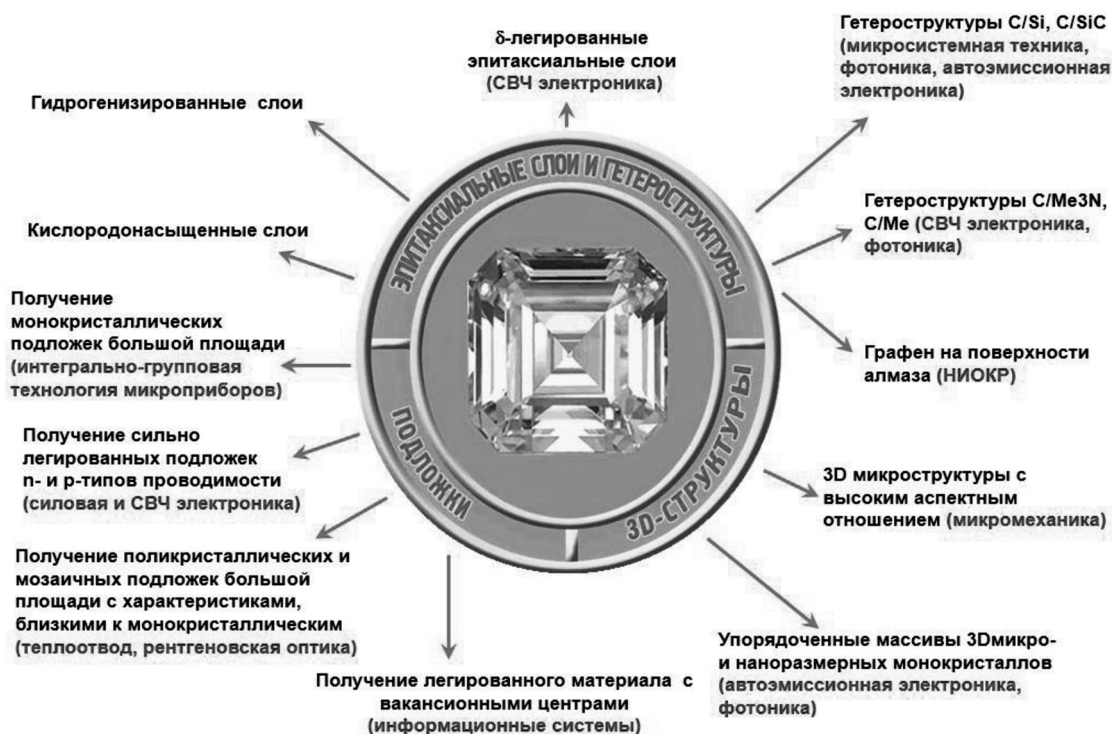 δ-легированные
эпитаксиальные слои
(СВЧ электроника)
Гетероструктуры C/Si, C/SiC
(микросистемная техника,
фотоника, автоэмиссионная
электроника)
Гидрогенизированные слои
Гетероструктуры C/Me3N,
C/Me (СВЧ электроника,
фотоника)
Кислородонасыщенные слои
Получение
монокристаллических
подложек большой площади
(интегрально-групповая
технология микроприборов)
Графен на поверхности
алмаза (НИОКР)
Получение сильно
легированных подложек
n- и p-типов проводимости
(силовая и СВЧ электроника)
3D микроструктуры с
высоким аспектным
отношением (микромеханика)
Получение поликристаллических и
мозаичных подложек большой
площади с характеристиками,
близкими к монокристаллическим
(теплоотвод, рентгеновская оптика)
Упорядоченные массивы 3Dмикро-
и наноразмерных монокристаллов
(автоэмиссионная электроника,
фотоника)
Получение легированного материала с
вакансионными центрами
(информационные системы)
ЭПИТАКСИАЛЬНЫЕ СЛОИ И ГЕТЕРОСТРУКТУРЫ
ПОДЛОЖКИ
3D-СТРУКТУРЫ